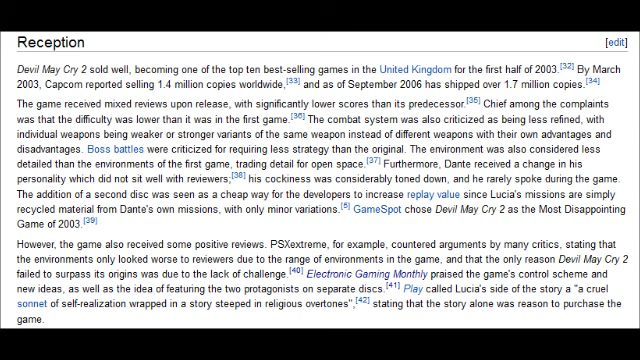 Reception [edit]
Devil May Cry 2 sold well, becoming one of the top ten best-selling games in the United Kingdom for the first half of 2003.[32] By March
2003, Capcom reported selling 1.4 million copies worldwide,[33] and as of September 2006 has shipped over 1.7 million copies.[34]
The game received mixed reviews upon release, with significantly lower scores than its predecessor.[35] Chief among the complaints
was that the difficulty was lower than it was in the first game.[36] The combat system was also criticized as being less refined, with
individual weapons being weaker or stronger variants of the same weapon instead of different weapons with their own advantages and
disadvantages. Boss battles were criticized for requiring less strategy than the original. The environment was also considered less
detailed than the environments of the first game, trading detail for open space.[37] Furthermore, Dante received a change in his
personality which did not sit well with reviewers;[38] his cockiness was considerably toned down, and he rarely spoke during the game.
The addition of a second disc was seen as a cheap way for the developers to increase replay value since Lucia's missions are simply
recycled material from Dante's own missions, with only minor variations.[5] GameSpot chose Devil May Cry 2 as the Most Disappointing
Game of 2003.[39]
However, the game also received some positive reviews. PSXextreme, for example, countered arguments by many critics, stating that
the environments only looked worse to reviewers due to the range of environments in the game, and that the only reason Devil May Cry 2
failed to surpass its origins was due to the lack of challenge.[40] Electronic Gaming Monthly praised the game's control scheme and
new ideas, as well as the idea of featuring the two protagonists on separate discs.[41] Play called Lucia's side of the story a "a cruel
sonnet of self-realization wrapped in a story steeped in religious overtones",[42] stating that the story alone was reason to purchase the
game.